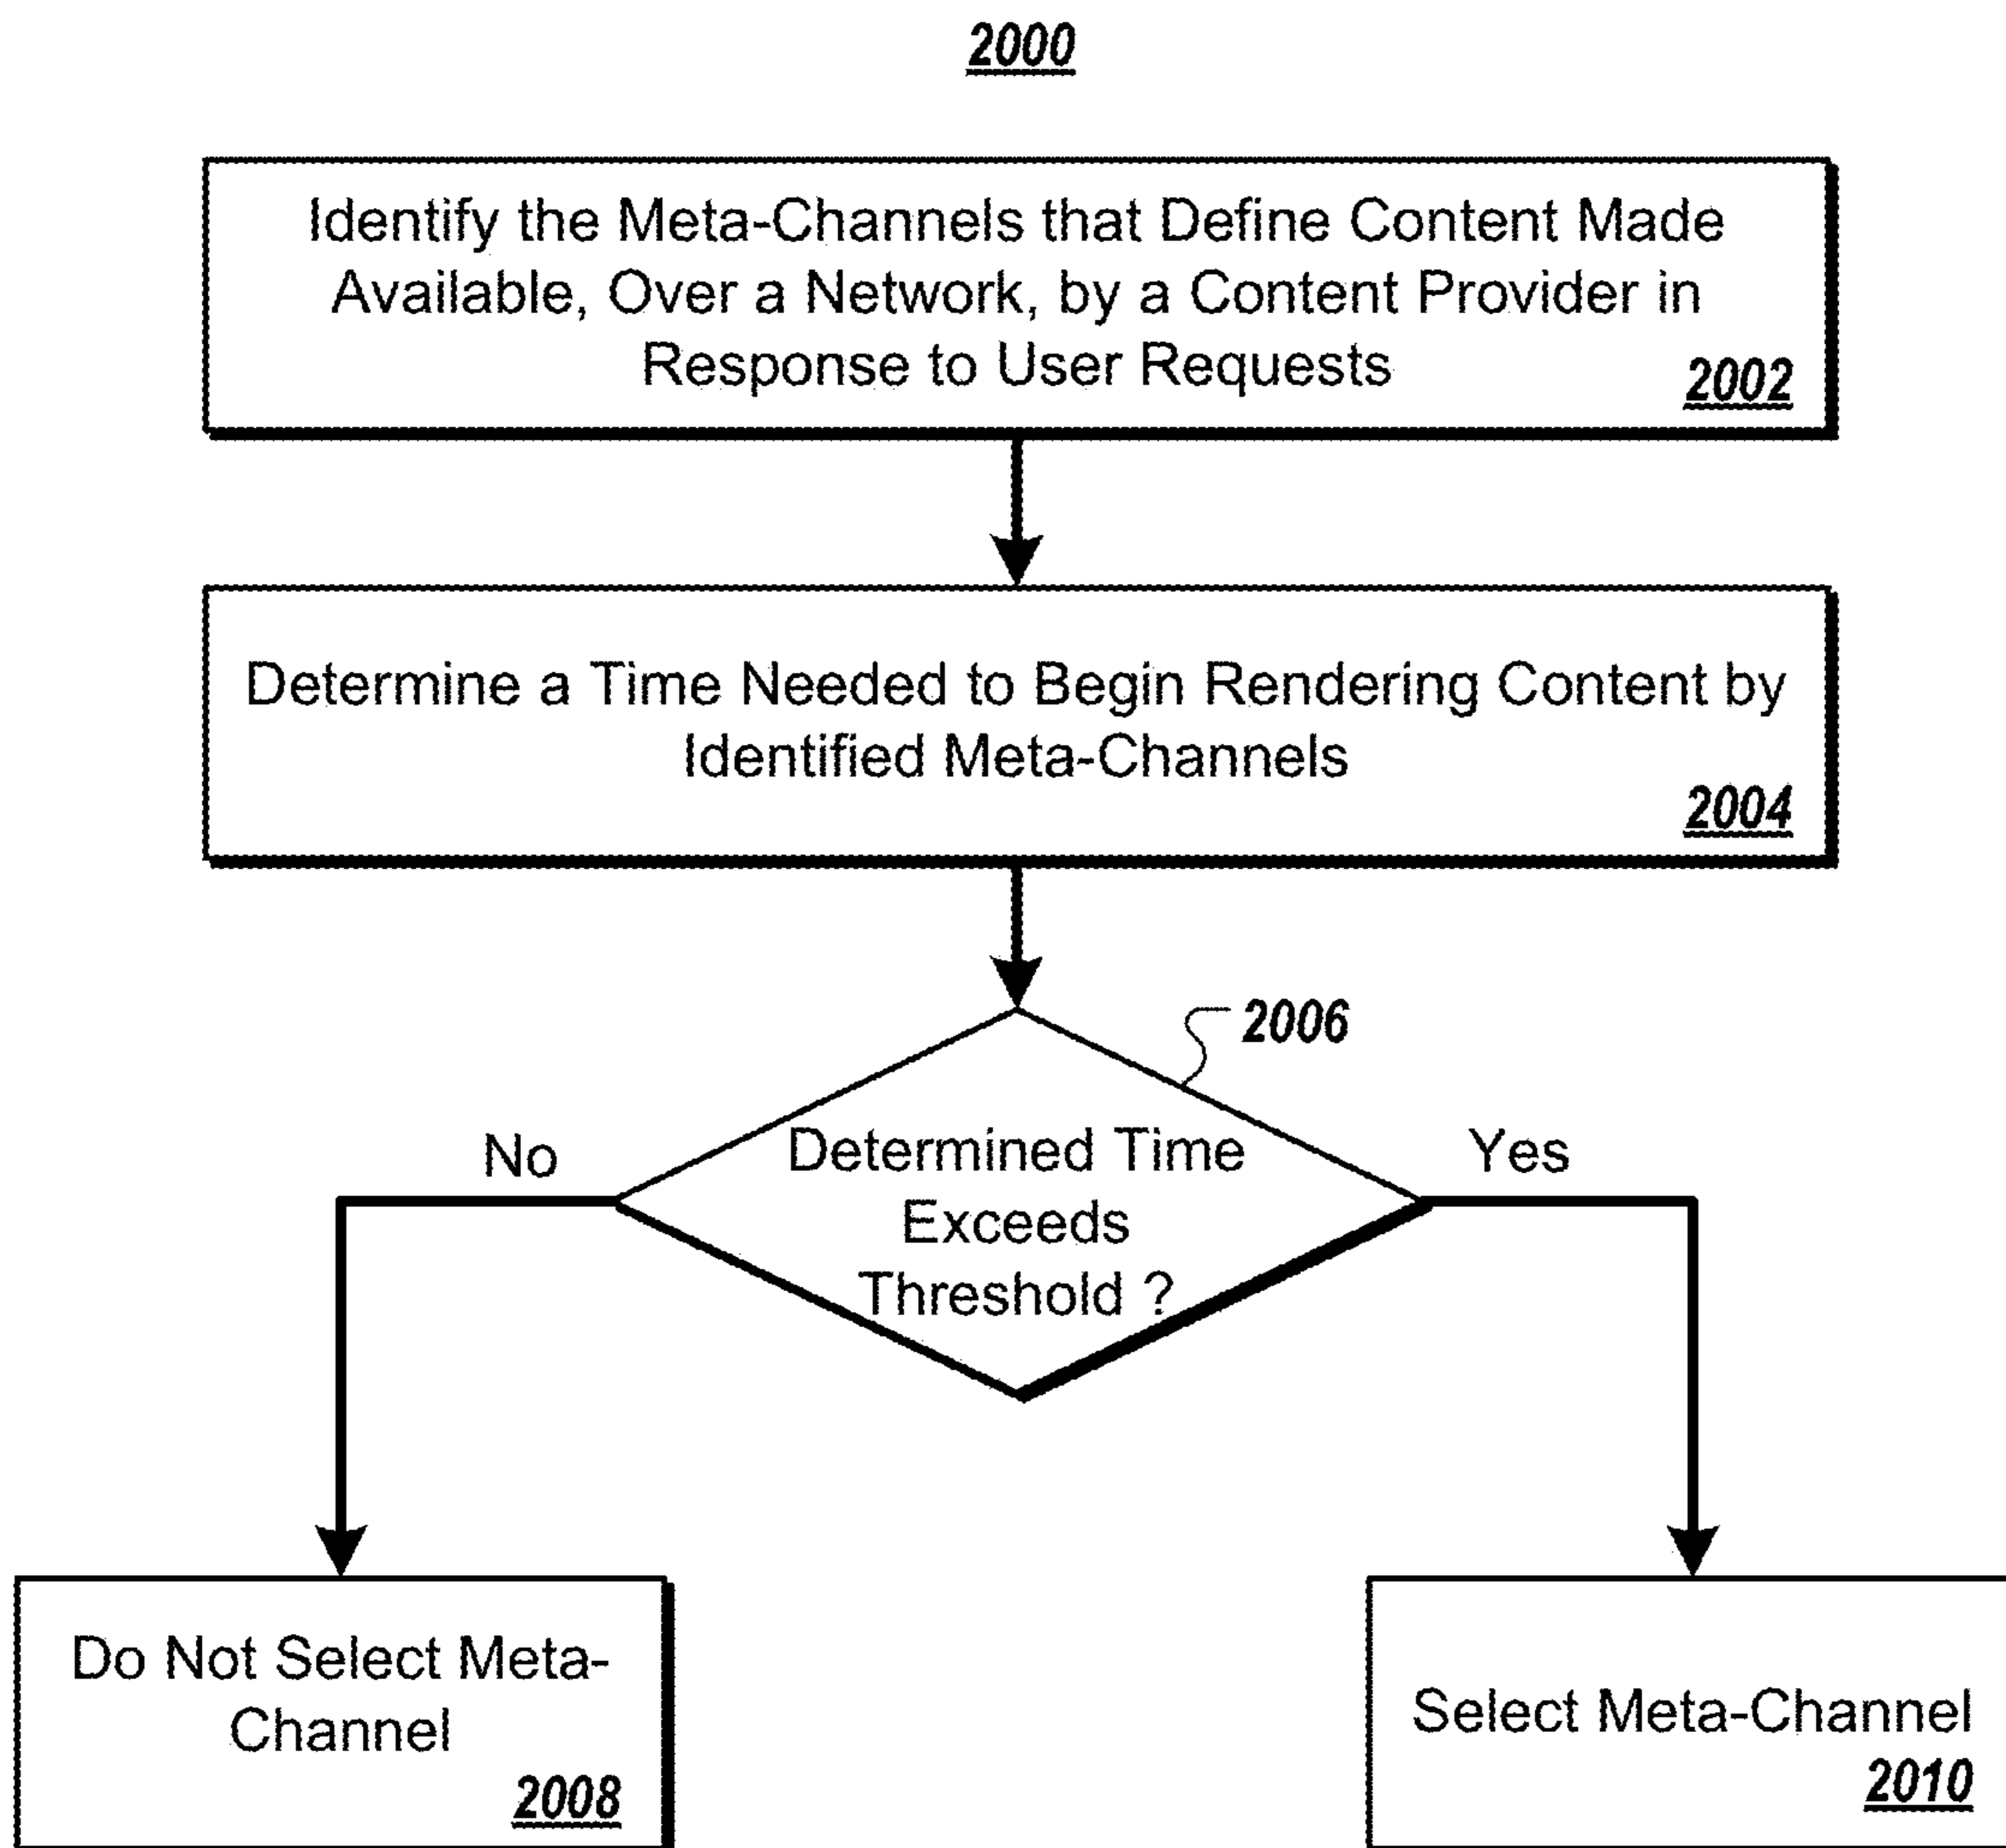 2000
Identify the Meta-Channels that Define Content Made
Available, Over a Network, by a Content Provider in
Response to User Requests
2002
Determine a Time Needed to Begin Rendering Content by
Identified Meta-Channels
2004
2006
No
Determined Time
Exceeds
Threshold ?
Yes
Do Not Select Meta-
Channel
2008
Select Meta-Channel
2010